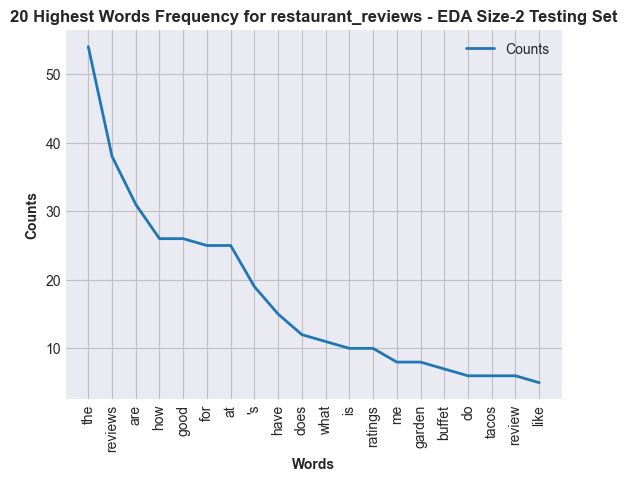 20 Highest Words Frequency for restaurant_reviews - EDA Size-2 Testing Set
Counts
Counts
50
40
30
20
10
the
reviews
are
how
good
for
at
's
have
does
what
is
ratings
me
garden
buffet
do
tacos
review
like
Words